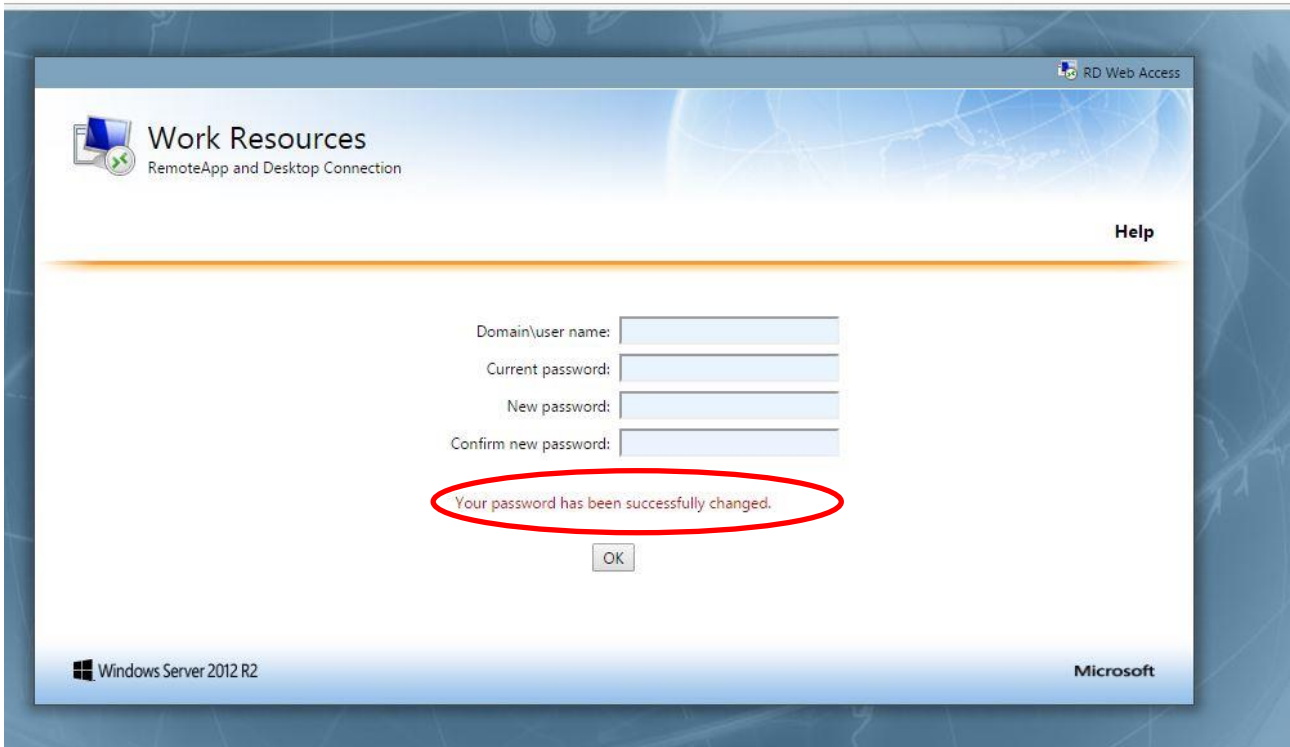 RD Web Access
Work Resources
RemoteApp and Desktop Connection
Help
Domain\user name:
Current password:
New password:
Confirm new password:
Your password has been successfully changed.
OK
Windows Server 2012 R2
Microsoft